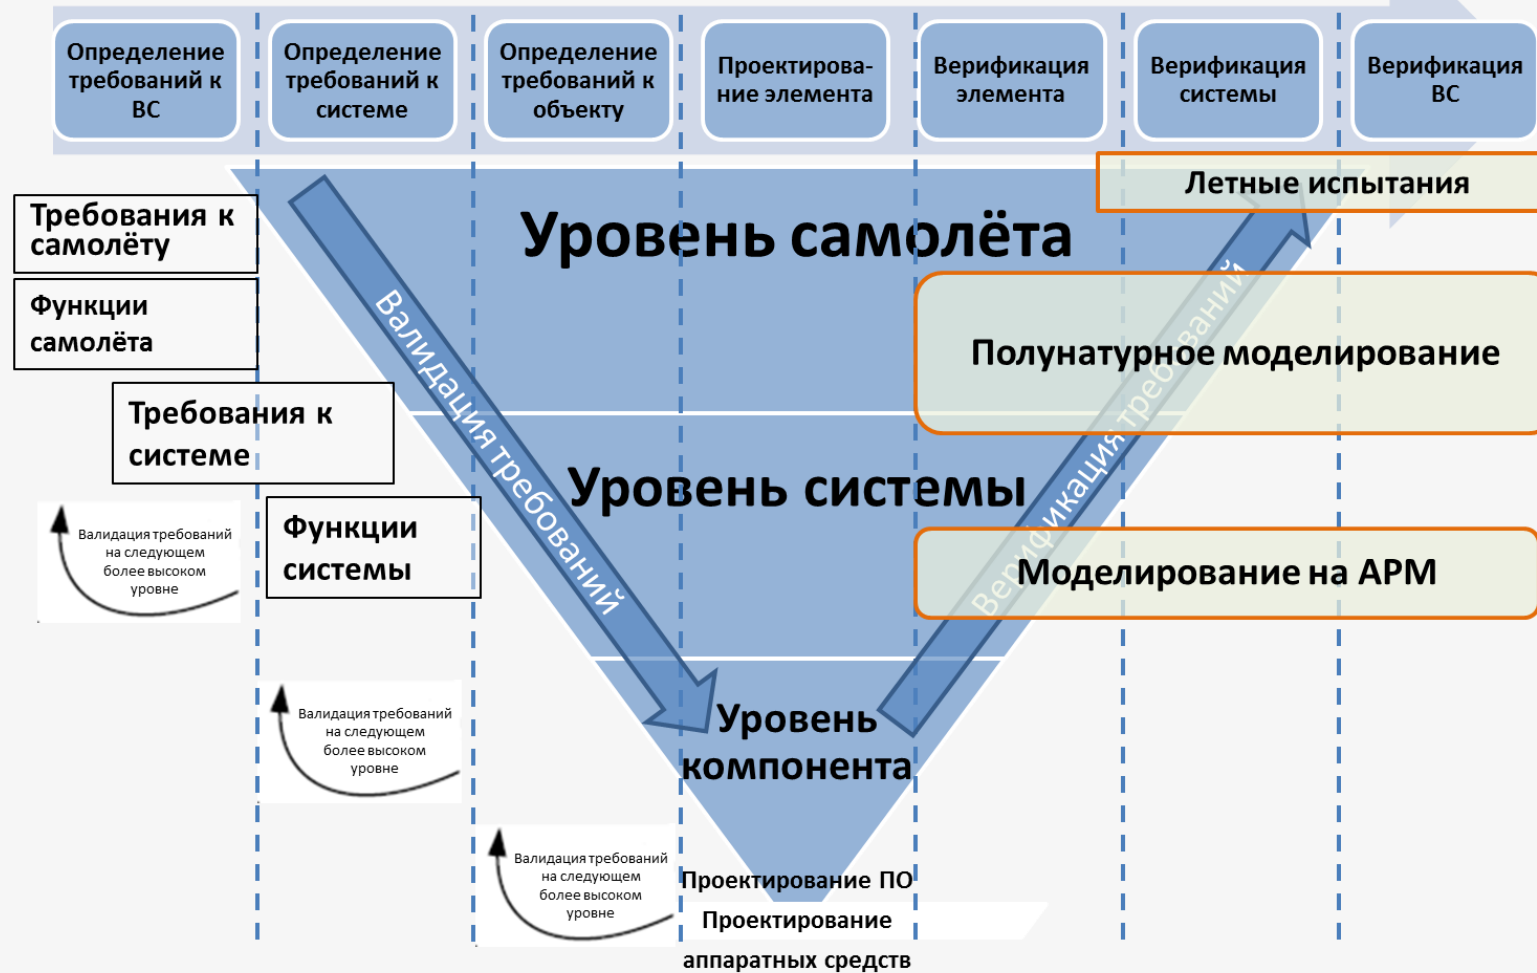 Определение
требований к
ВС
Определение
требований к
системе
Определение
требований к
объекту
Проектирова-
ние элемента
Верификация
элемента
Верификация
системы
Верификация
ВС
Летные испытания
Требования к
самолёту
Уровень самолёта
Функции
самолёта
Валидация требований
Верификация требований
Полунатурное моделирование
Требования к
системе
Уровень системы
Функции
системы
Моделирование на АРМ
Валидация требований
на следующем
более высоком
уровне
Валидация требований
на следующем
более высоком
уровне
Уровень
компонента
Валидация требований
на следующем
более высоком
уровне
Проектирование ПО
Проектирование
аппаратных средств